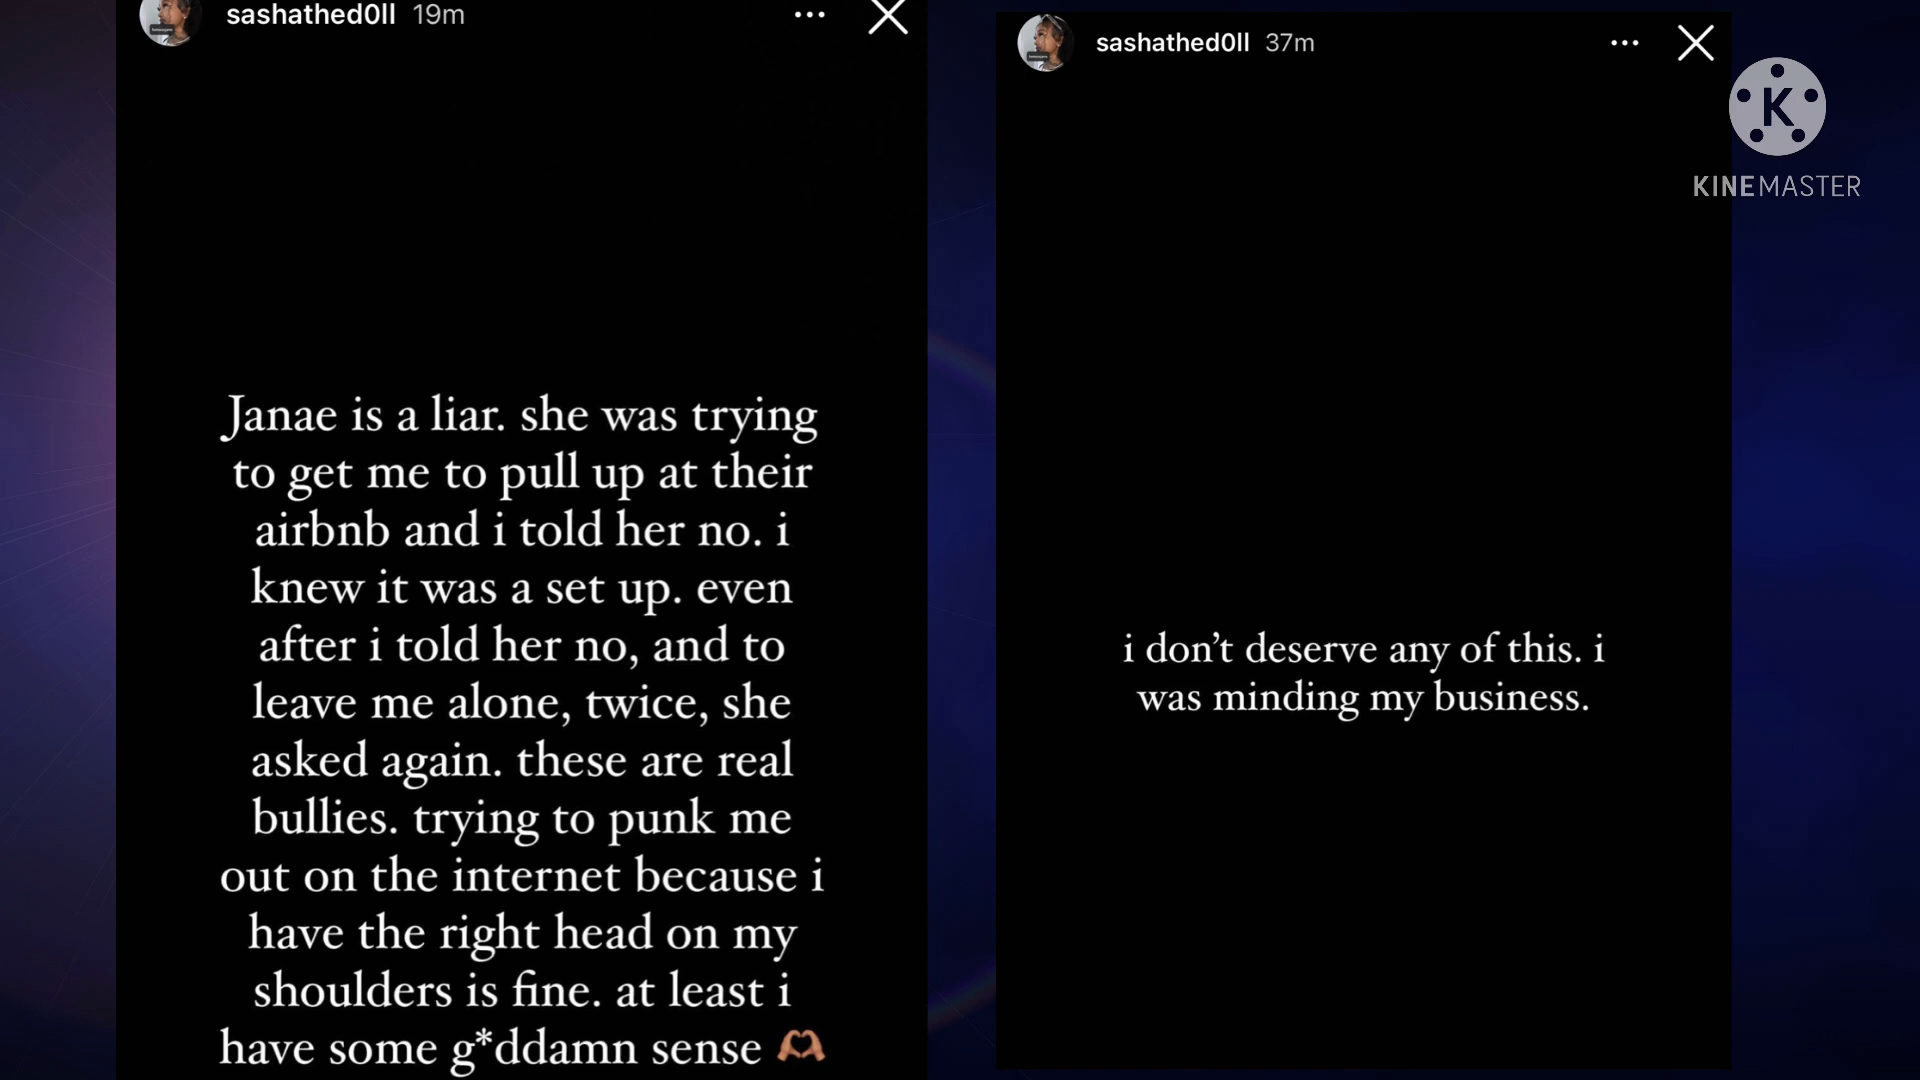 sashathed0ll 19m
Janae is a liar. she was trying
to get me to pull up at their
airbnb and i told her no. i
knew it was a set up. even
after i told her no, and to
leave me alone, twice, she
asked again. these are real
bullies. trying to punk me
out on the internet because i
have the right head on my
shoulders is fine. at least i
have some g*ddamn sense 🫶🏽
sashathed0ll 37m
i don’t deserve any of this. i
was minding my business.
K
KINEMASTER